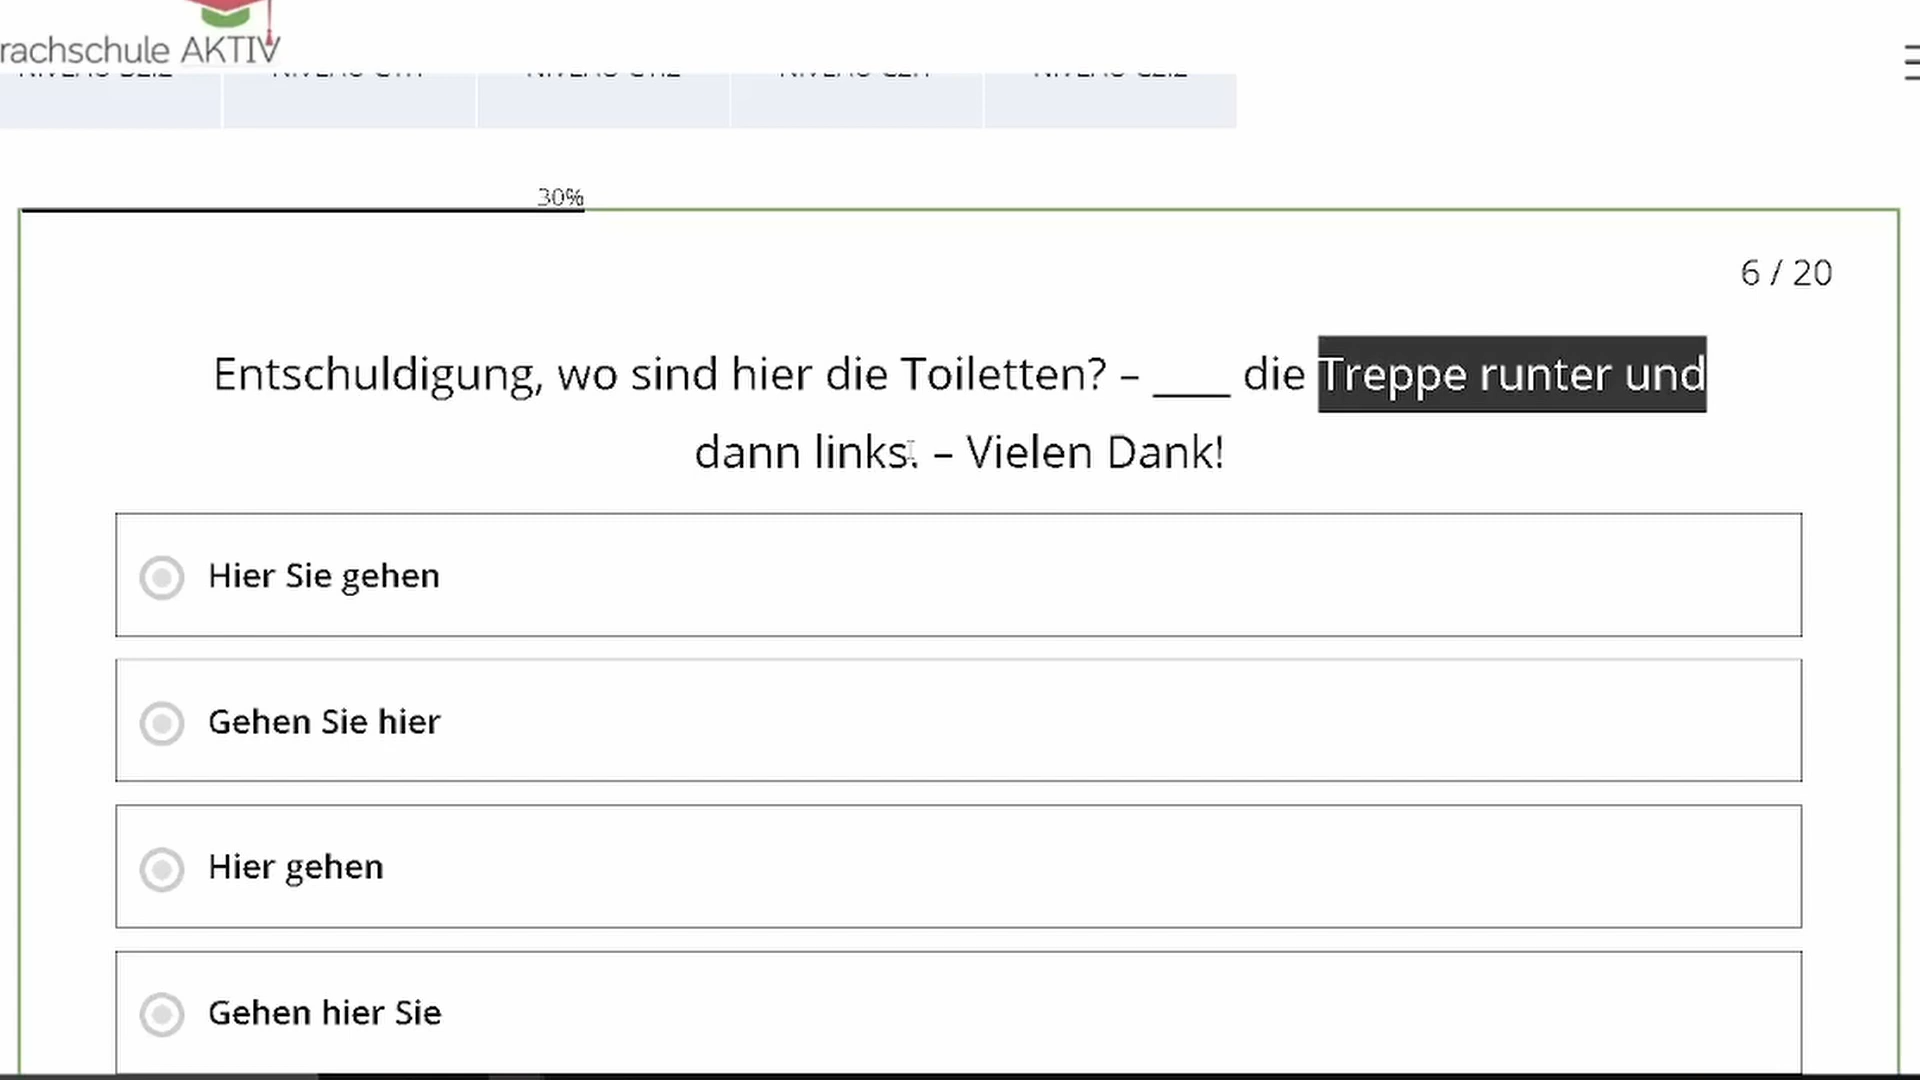 rachschule AKTIV
30%
6 / 20
Entschuldigung, wo sind hier die Toiletten? – ____ die Treppe runter und
dann links. – Vielen Dank!
Hier Sie gehen
Gehen Sie hier
Hier gehen
Gehen hier Sie